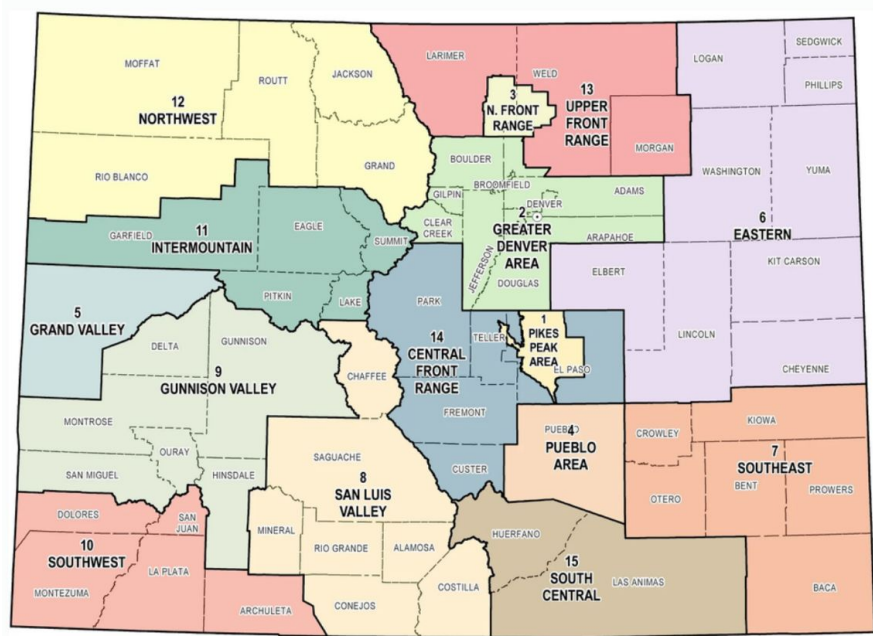 MOFFAT
ROUTT
JACKSON
LARIMER
WELD
LOGAN
SEDGWICK
PHILLIPS
12
NORTHWEST
3
N. FRONT
RANGE
13
UPPER
FRONT
RANGE
MORGAN
WASHINGTON
YUMA
RIO BLANCO
GRAND
BOULDER
BROOMFIELD
GILPIN
DENVER
ADAMS
CLEAR
CREEK
2
GREATER
DENVER
AREA
ARAPAHOE
JEFFERSON
DOUGLAS
6
EASTERN
11
INTERMOUNTAIN
GARFIELD
EAGLE
SUMMIT
PITKIN
LAKE
ELBERT
KIT CARSON
LINCOLN
CHEYENNE
5
GRAND VALLEY
PARK
TELLER
1
PIKES
PEAK
AREA
EL PASO
14
CENTRAL
FRONT
RANGE
FREMONT
CUSTER
DELTA
GUNNISON
9
GUNNISON VALLEY
CHAFFEE
MONTROSE
OURAY
SAN MIGUEL
HINSDALE
SAGUACHE
8
SAN LUIS
VALLEY
PUEBLO
4
PUEBLO
AREA
CROWLEY
KIOWA
7
SOUTHEAST
OTERO
BENT
PROWERS
DOLORES
SAN
JUAN
10
SOUTHWEST
MONTEZUMA
LA PLATA
ARCHULETA
MINERAL
RIO GRANDE
ALAMOSA
CONEJOS
COSTILLA
HUERFANO
15
SOUTH
CENTRAL
LAS ANIMAS
BACA